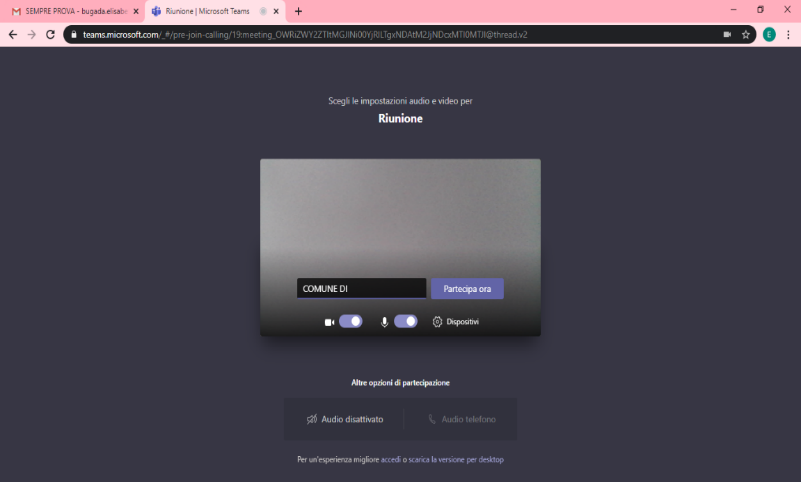 SEMPRE PROVA - bugada.elisabe
Riunione | Microsoft Teams
teams.microsoft.com/_#/pre-join-calling/19:meeting_
@thread.v2
E
Scegli le impostazioni audio e video per
Riunione
COMUNE DI
Partecipa ora
Dispositivi
Altre opzioni di partecipazione
Audio disattivato
Audio telefono
Per un'esperienza migliore accedi o scarica la versione per desktop